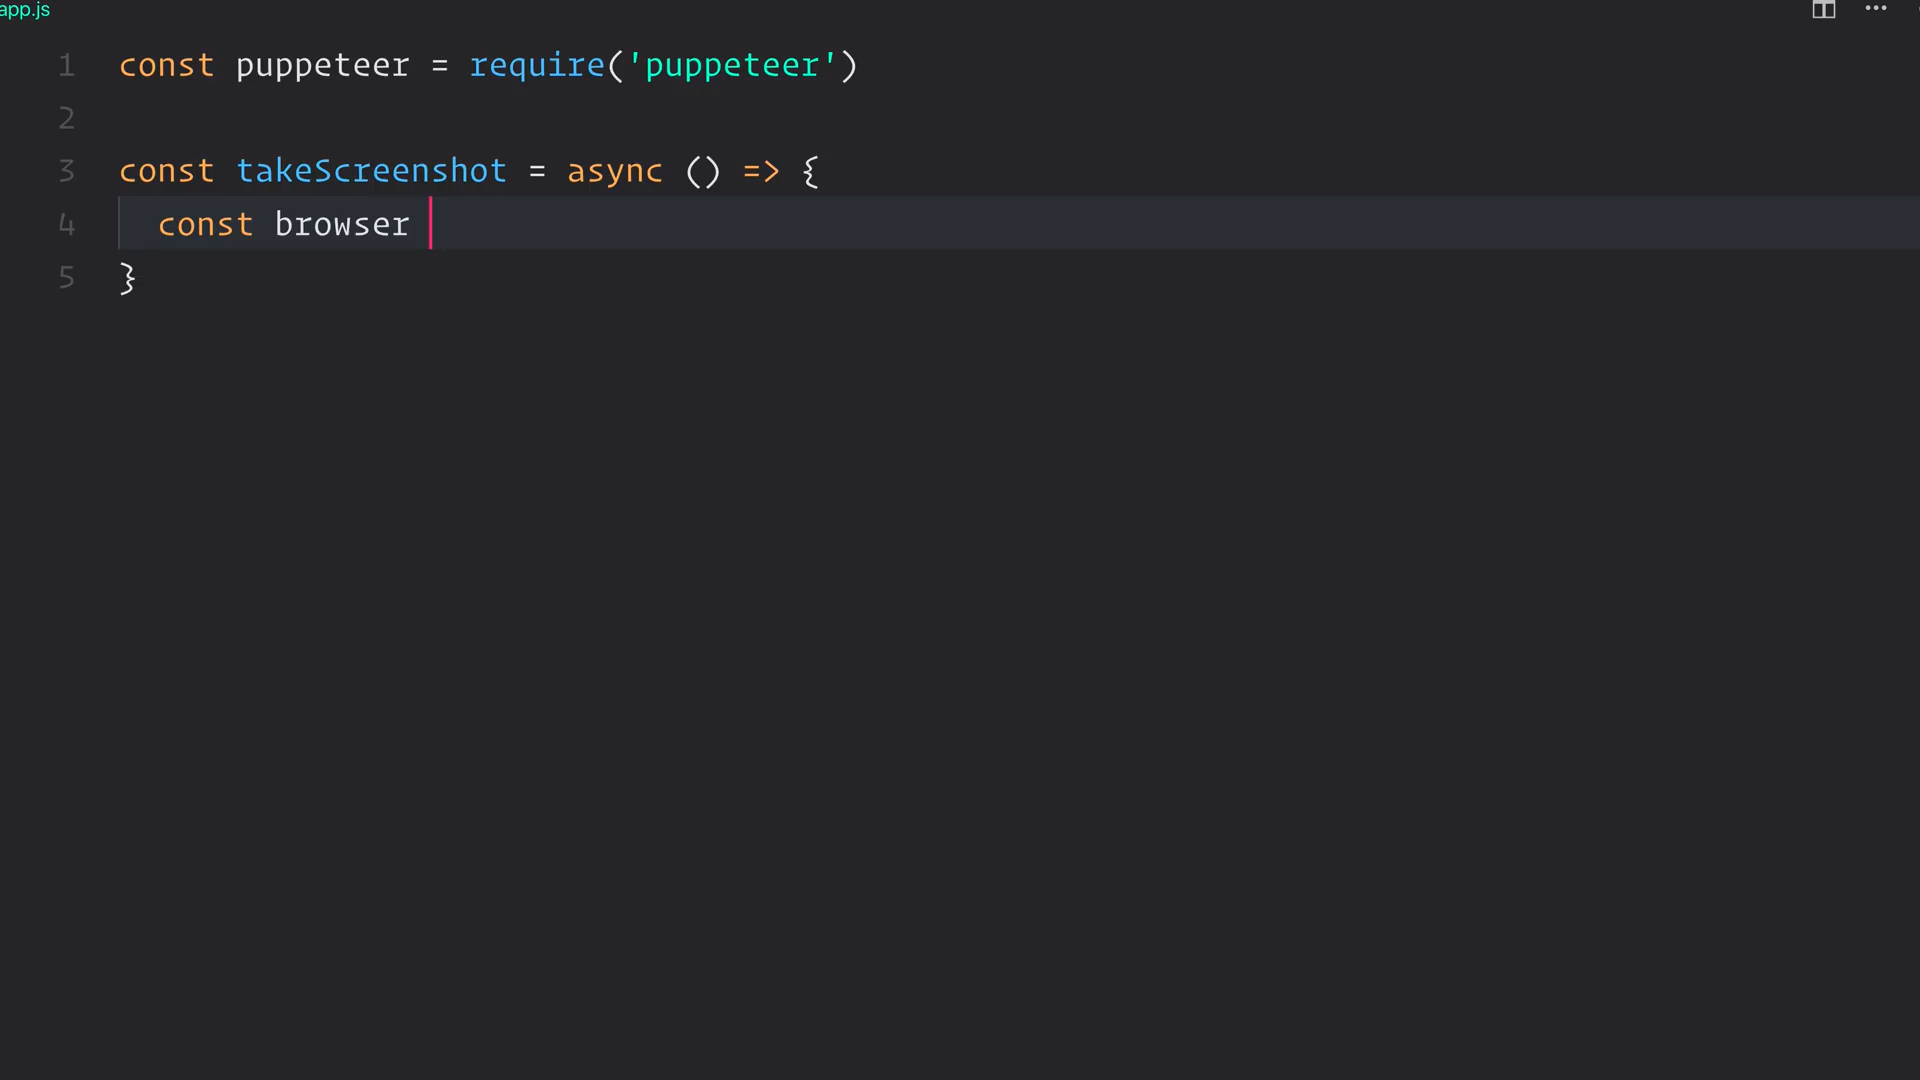 app.js
1 const puppeteer = require('puppeteer')
2
3 const takeScreenshot = async () => {
4   const browser
5 }